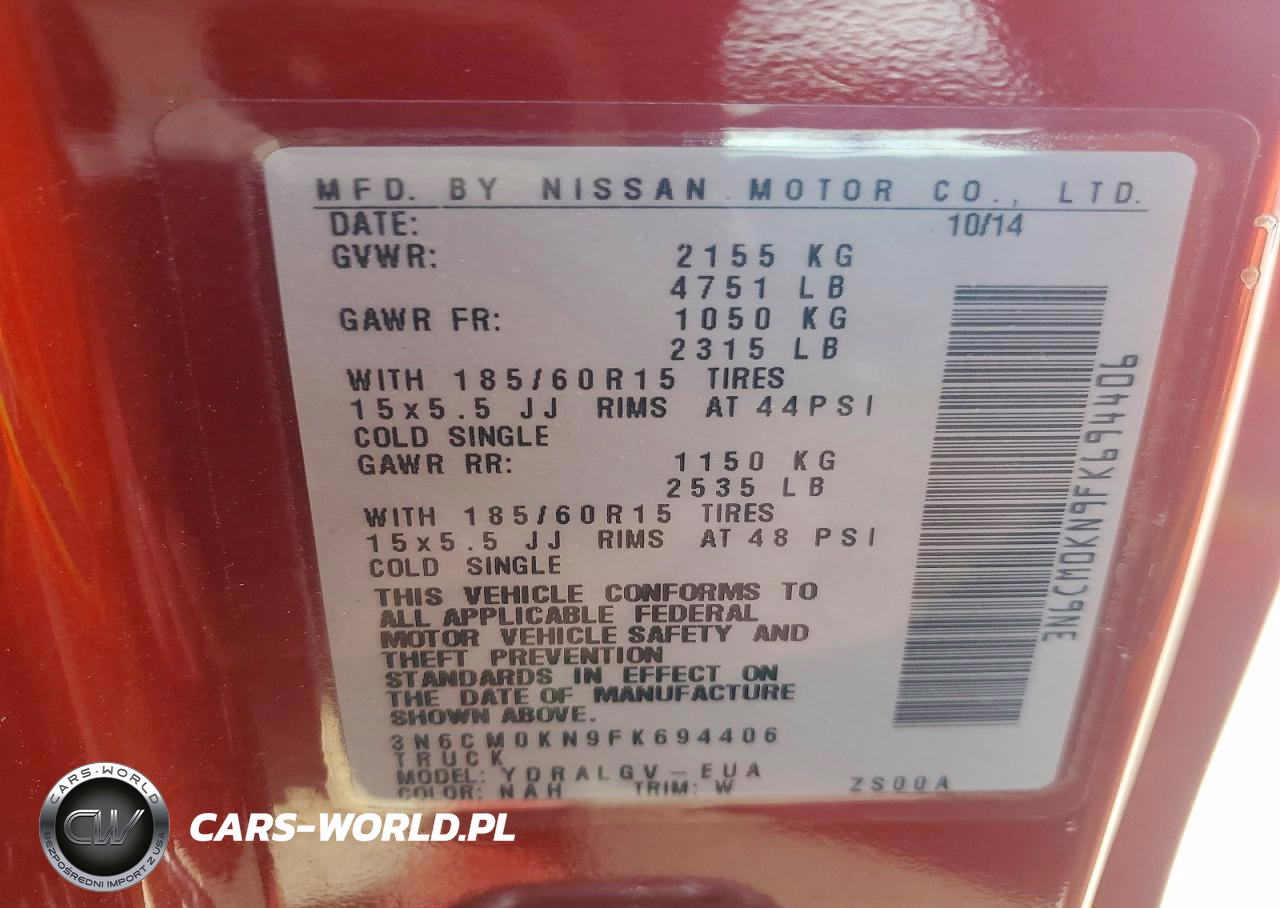 MFD. BY NISSAN MOTOR CO., LTD.
DATE: 10/14
GVWR: 2155 KG
4751 LB
GAWR FR: 1050 KG
2315 LB
WITH 185/60R15 TIRES
15x5.5 JJ RIMS AT 44PSI
COLD SINGLE
GAWR RR: 1150 KG
2535 LB
WITH 185/60R15 TIRES
15x5.5 JJ RIMS AT 48 PSI
COLD SINGLE
THIS VEHICLE CONFORMS TO
ALL APPLICABLE FEDERAL
MOTOR VEHICLE SAFETY AND
THEFT PREVENTION
STANDARDS IN EFFECT ON
THE DATE OF MANUFACTURE
SHOWN ABOVE.
3N6CM0KN9FK694406
TRUCK
MODEL: YDRALGV-EUA
COLOR: NAH TRIM: W ZS00A
3N6CM0KN9FK694406
CARS-WORLD
CW
BEZPOŚREDNI IMPORT Z USA
CARS-WORLD.PL